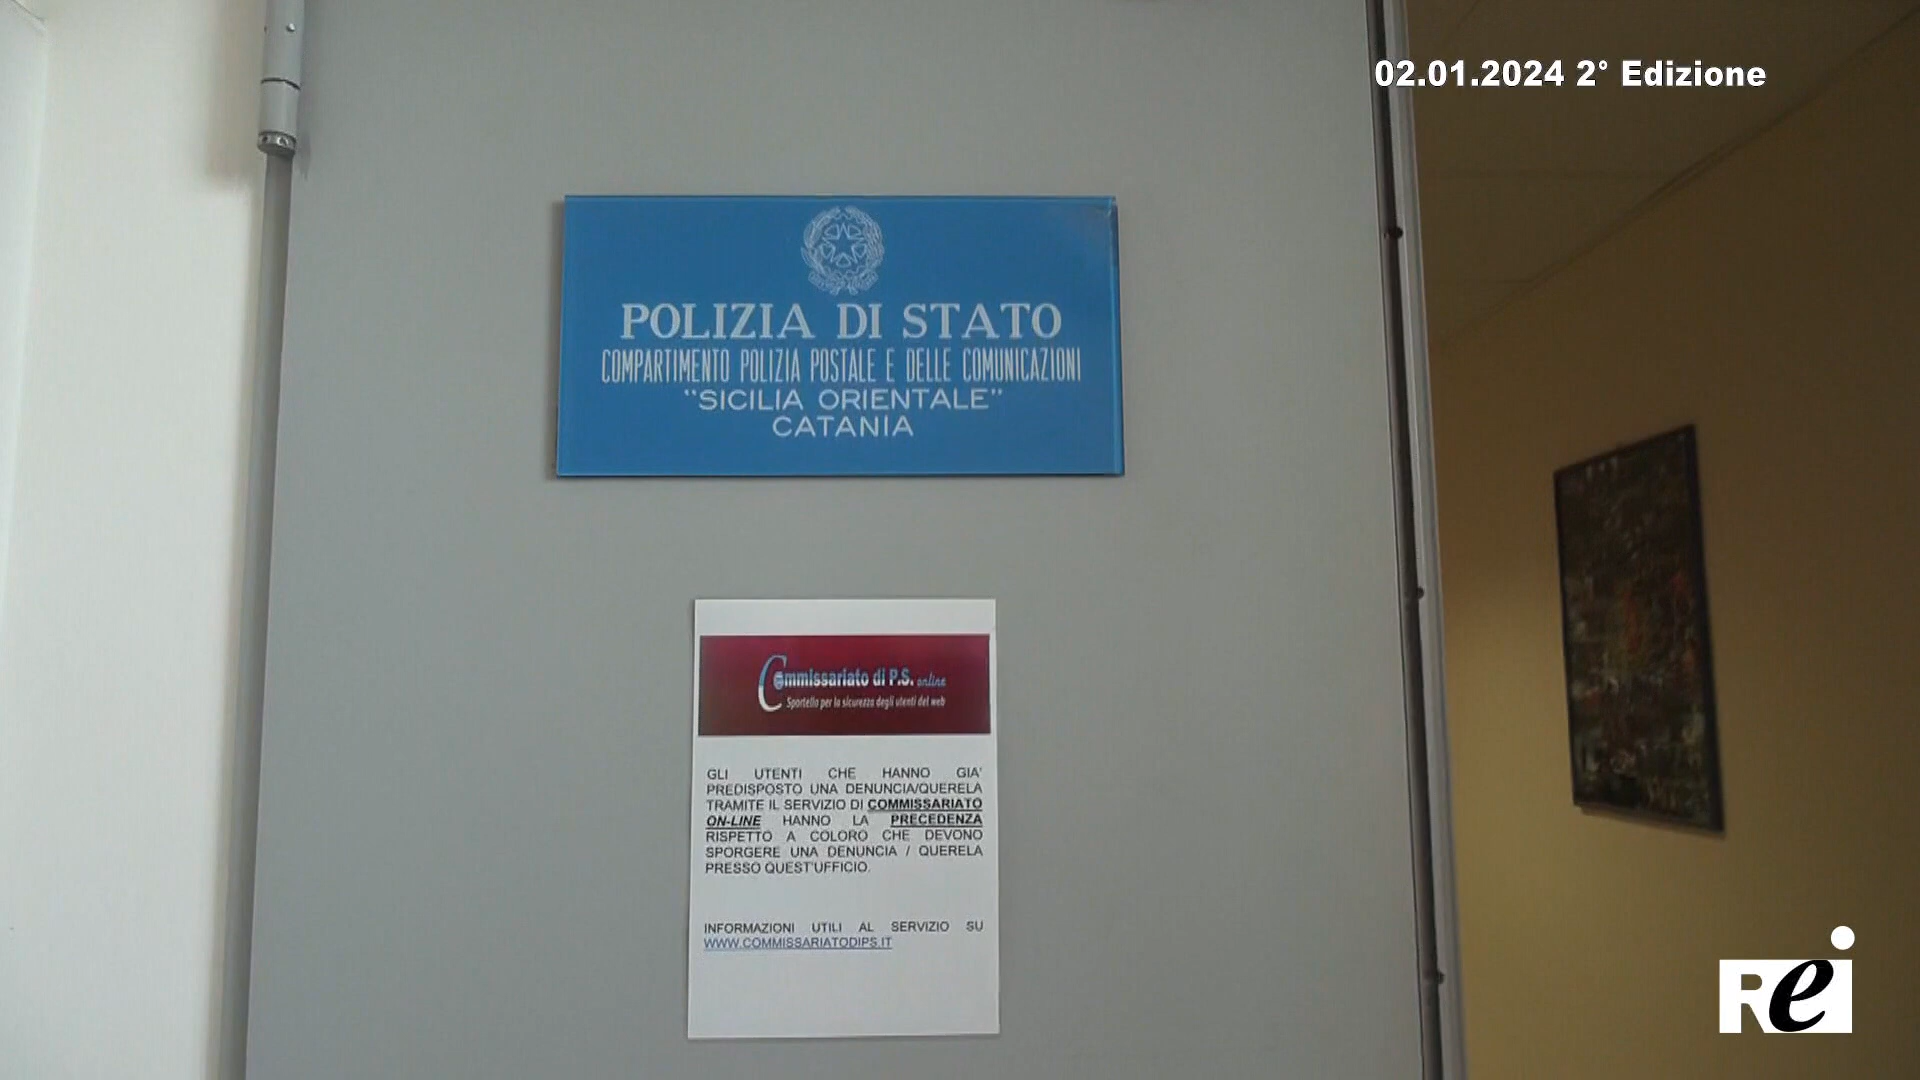 02.01.2024 2° Edizione
POLIZIA DI STATO
COMPARTIMENTO POLIZIA POSTALE E DELLE COMUNICAZIONI
“SICILIA ORIENTALE”
CATANIA
Commissariato di P.S. online
Sportello per la sicurezza degli utenti del web
GLI UTENTI CHE HANNO GIA'
PREDISPOSTO UNA DENUNCIA/QUERELA
TRAMITE IL SERVIZIO DI COMMISSARIATO
ON-LINE HANNO LA PRECEDENZA
RISPETTO A COLORO CHE DEVONO
SPORGERE UNA DENUNCIA / QUERELA
PRESSO QUEST'UFFICIO.
INFORMAZIONI UTILI AL SERVIZIO SU
WWW.COMMISSARIATODIPS.IT
Rei